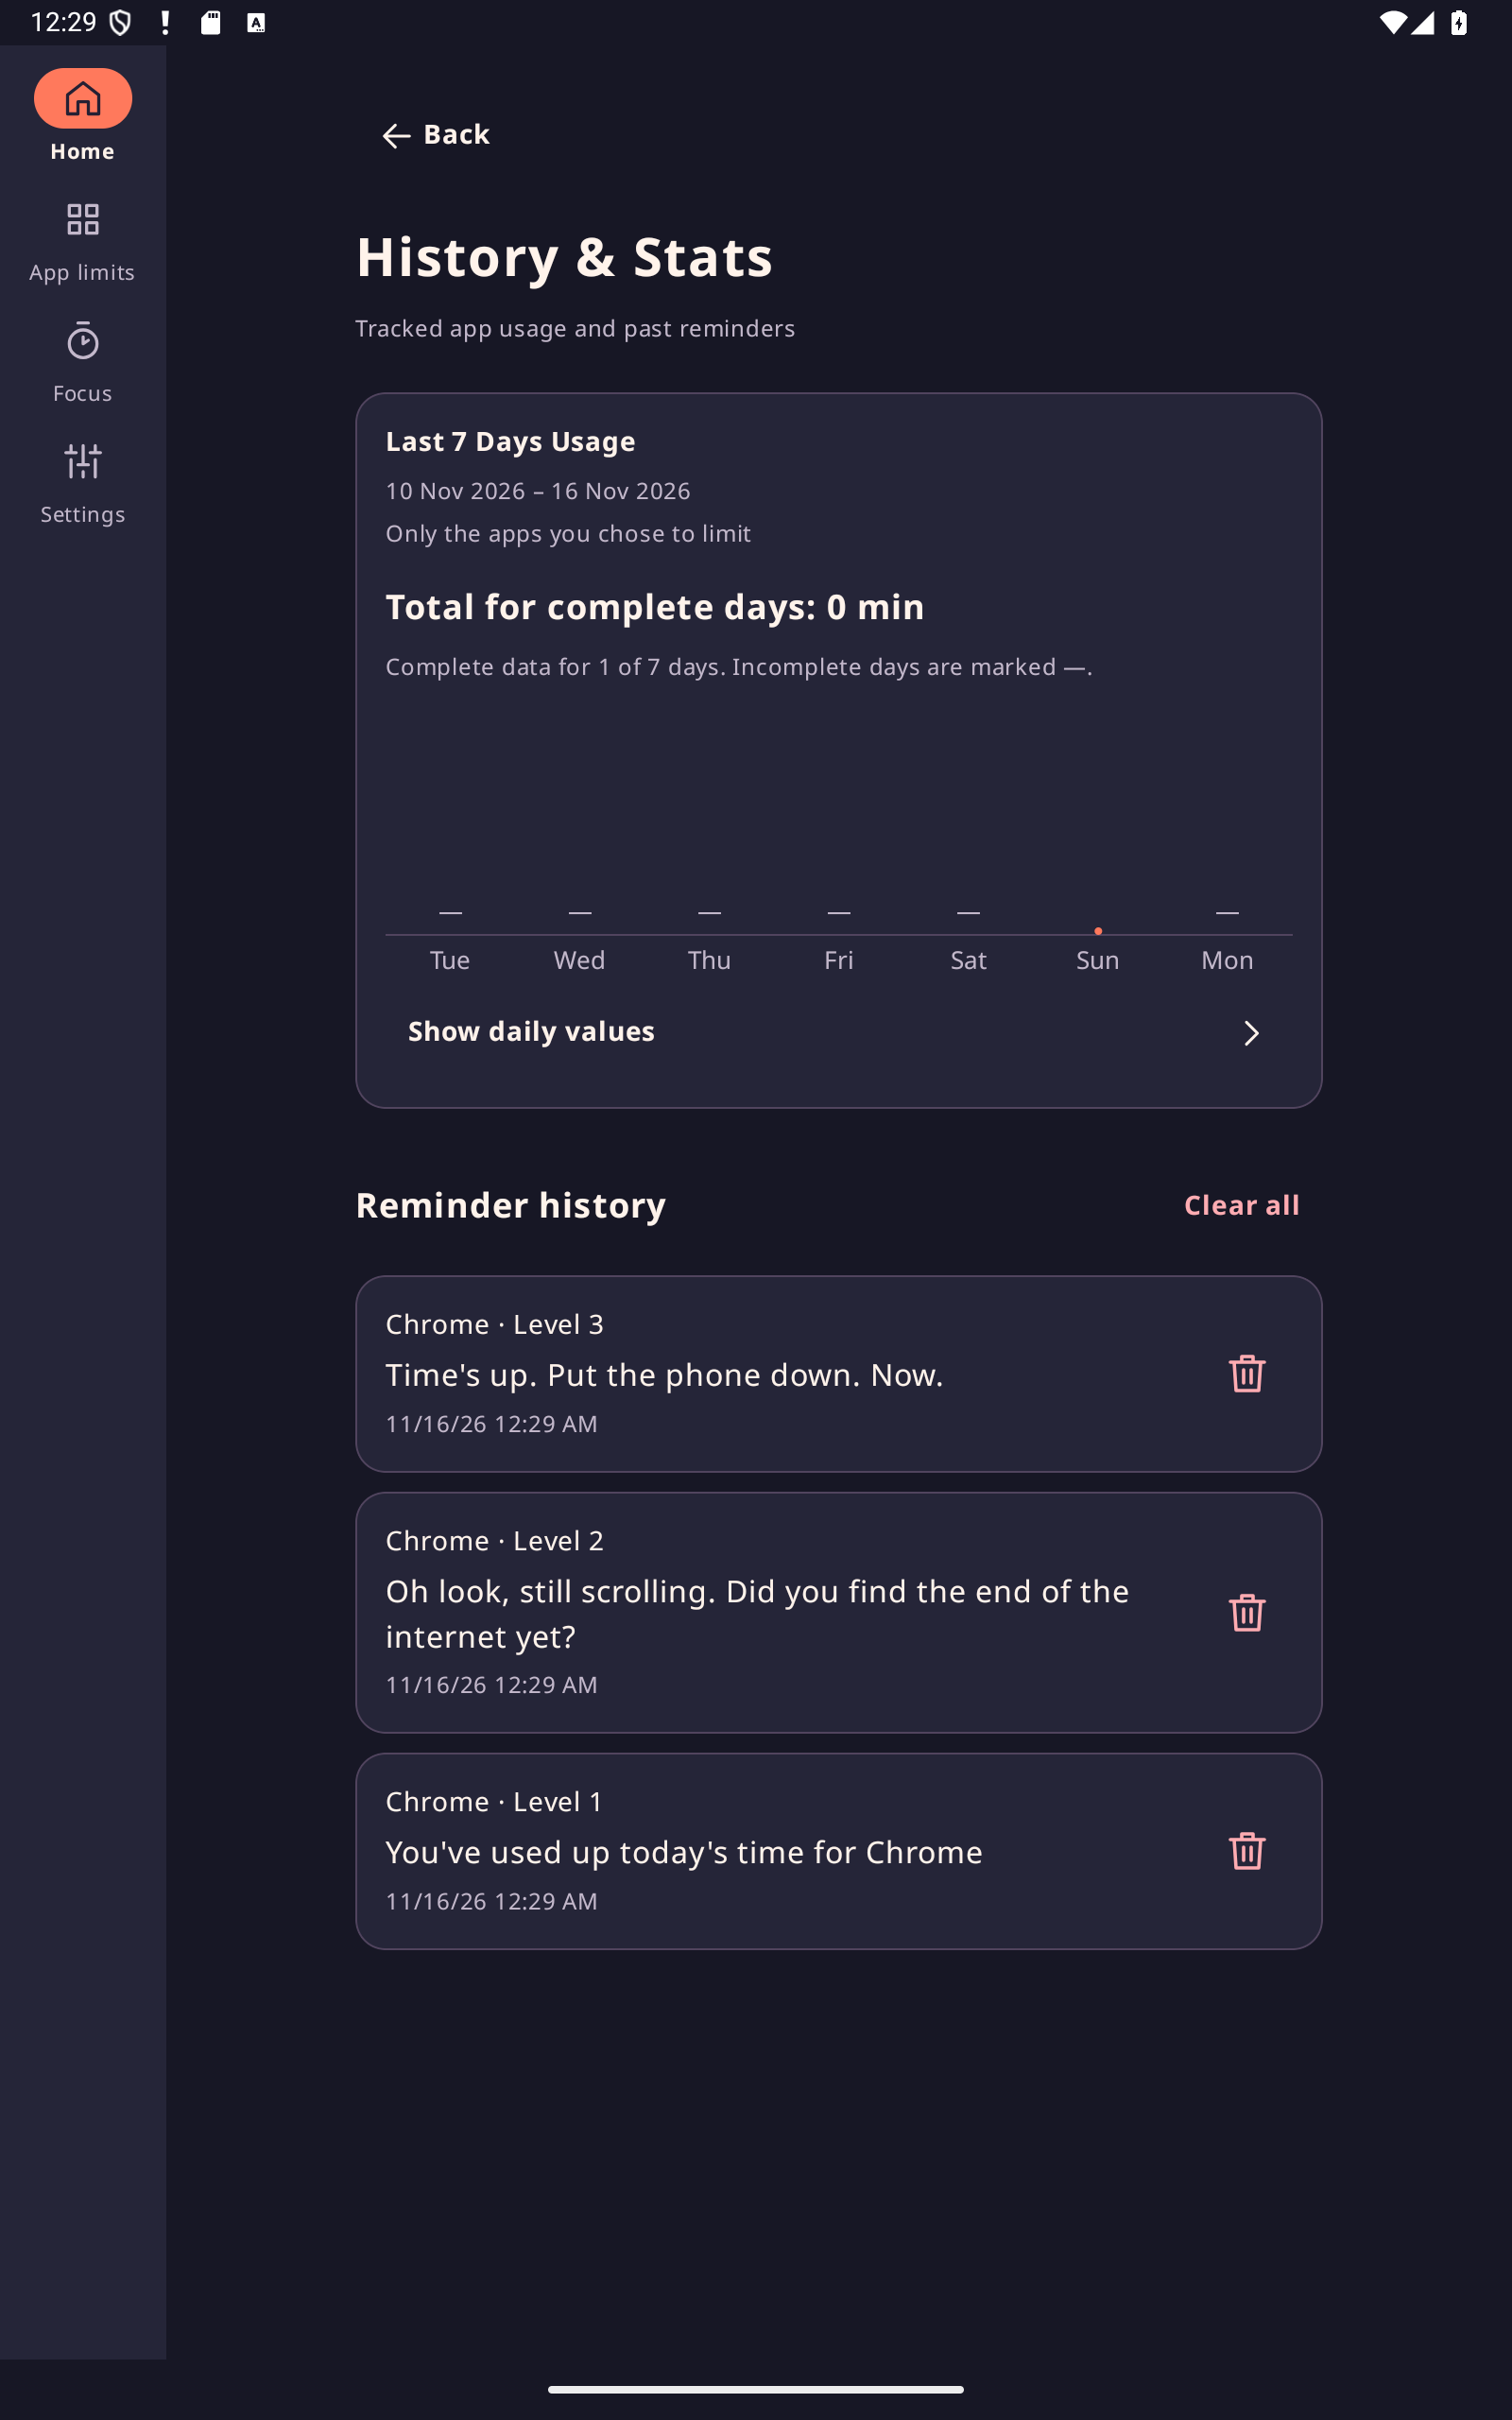 12:29
Home
App limits
Focus
Settings
Back
History & Stats
Tracked app usage and past reminders
Last 7 Days Usage
10 Nov 2026 – 16 Nov 2026
Only the apps you chose to limit
Total for complete days: 0 min
Complete data for 1 of 7 days. Incomplete days are marked —.
— — — — — —
Tue Wed Thu Fri Sat Sun Mon
Show daily values
Reminder history
Clear all
Chrome · Level 3
Time's up. Put the phone down. Now.
11/16/26 12:29 AM
Chrome · Level 2
Oh look, still scrolling. Did you find the end of the
internet yet?
11/16/26 12:29 AM
Chrome · Level 1
You've used up today's time for Chrome
11/16/26 12:29 AM